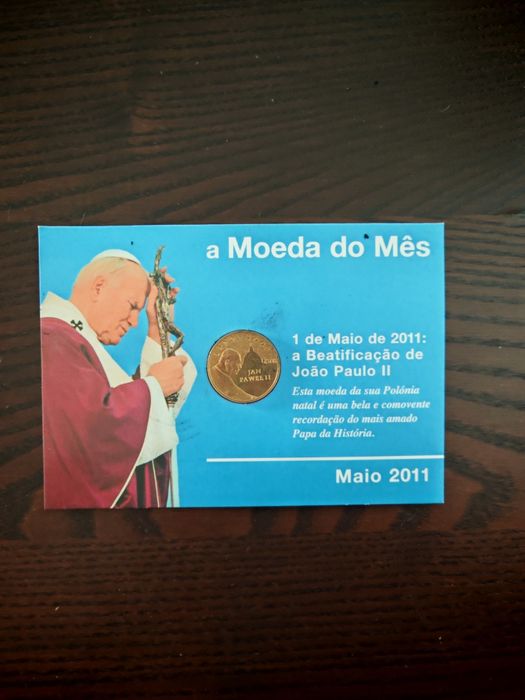 a Moeda do Mês
1 de Maio de 2011:
a Beatificação de
João Paulo II
Esta moeda da sua Polónia
natal é uma bela e comovente
recordação do mais amado
Papa da História.
JAN
PAWEŁ II
Maio 2011